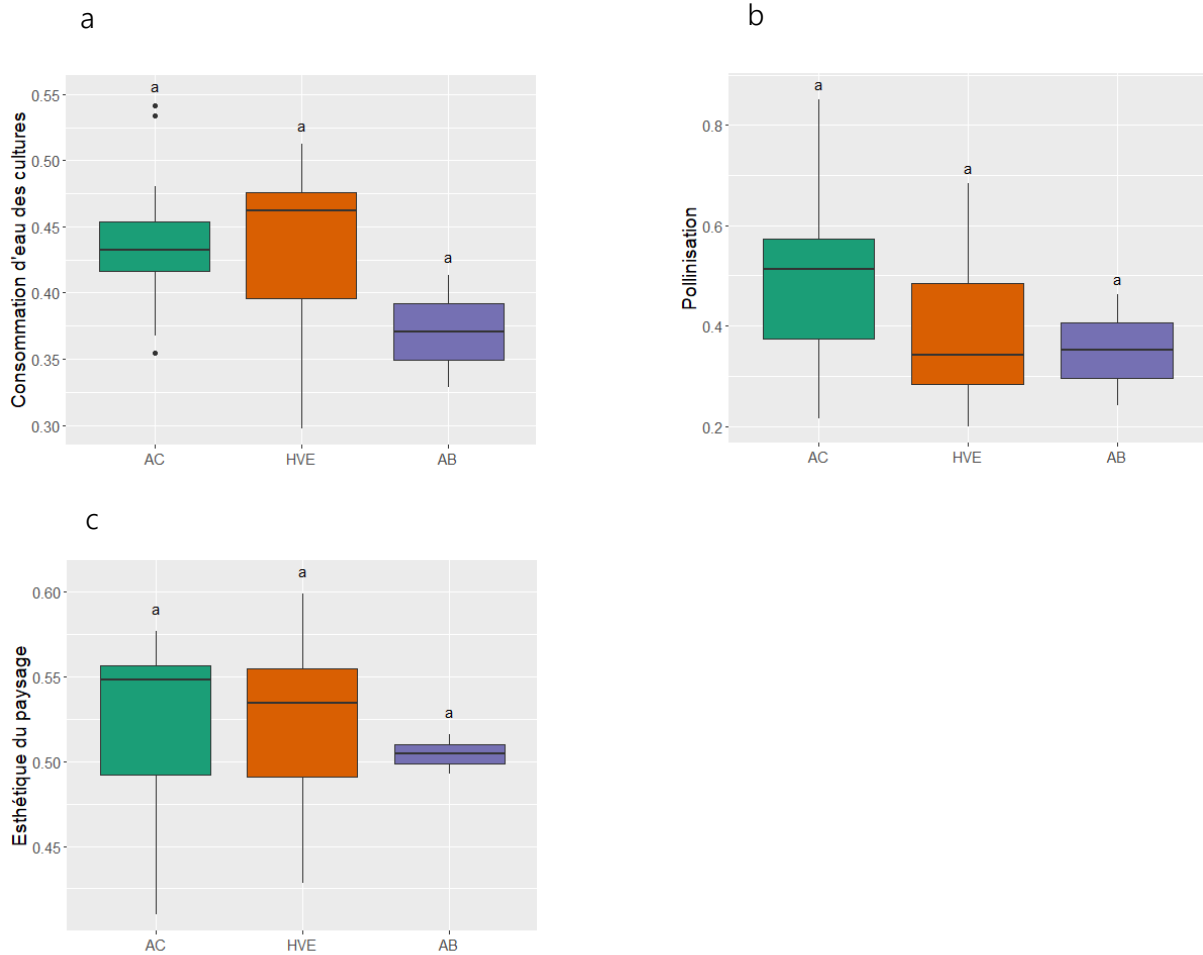 a
Consommation d'eau des cultures
0.55
0.50
0.45
0.40
0.35
0.30
a
a
a
AC HVE AB
b
Pollinisation
0.8
0.6
0.4
0.2
a
a
a
AC HVE AB
c
Esthétique du paysage
0.60
0.55
0.50
0.45
a
a
a
AC HVE AB